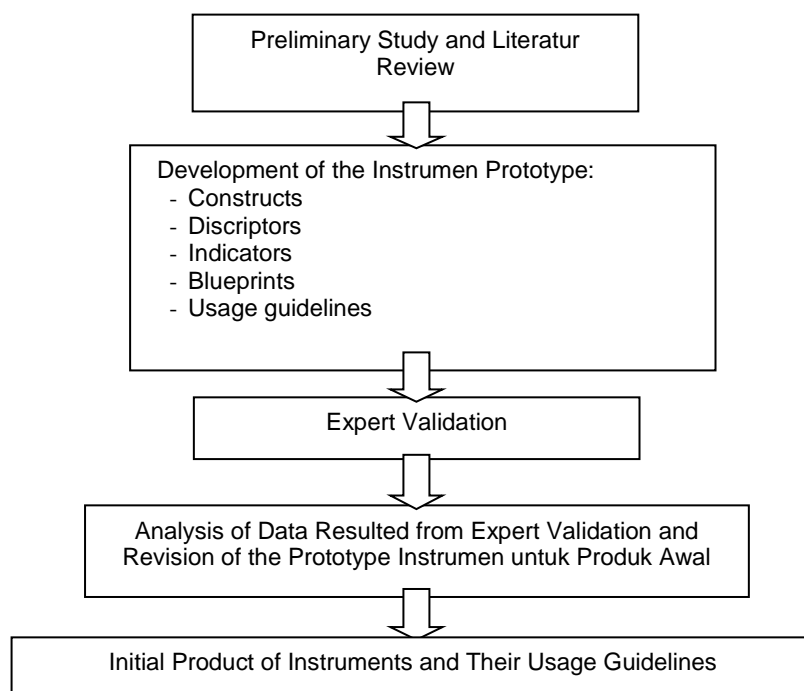 Preliminary Study and Literatur
Review
Development of the Instrumen Prototype:
- Constructs
- Discriptors
- Indicators
- Blueprints
- Usage guidelines
Expert Validation
Analysis of Data Resulted from Expert Validation and
Revision of the Prototype Instrumen untuk Produk Awal
Initial Product of Instruments and Their Usage Guidelines